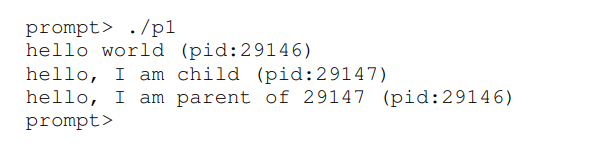 prompt> ./p1
hello world (pid:29146)
hello, I am child (pid:29147)
hello, I am parent of 29147 (pid:29146)
prompt>